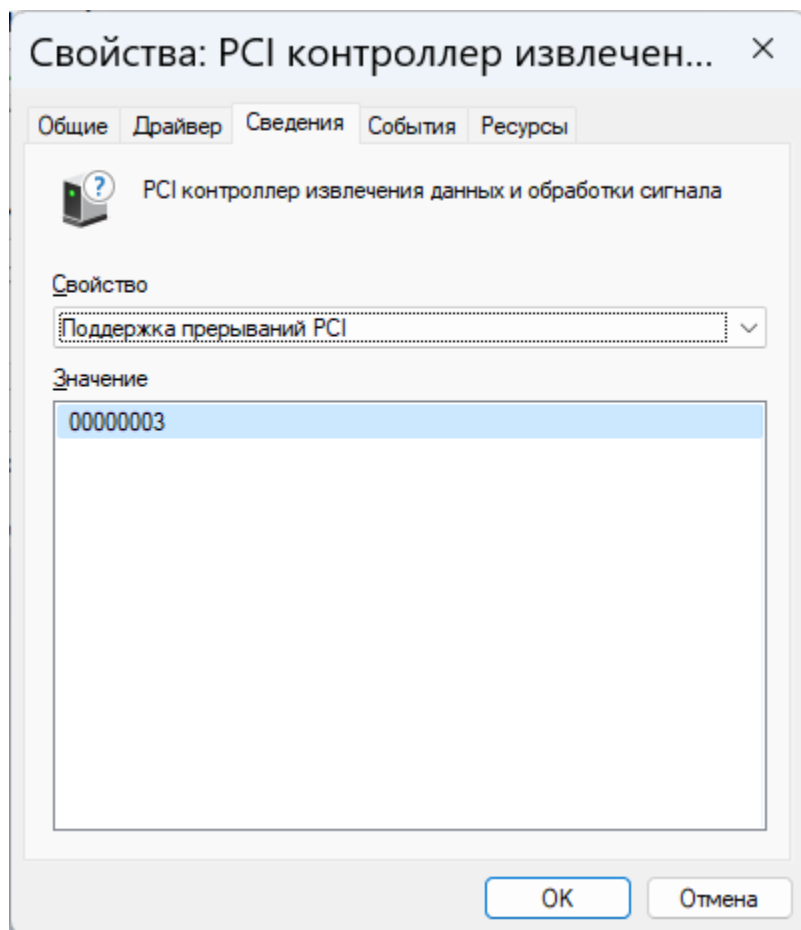 Свойства: PCI контроллер извлечен...
Общие Драйвер Сведения События Ресурсы
PCI контроллер извлечения данных и обработки сигнала
Свойство
Поддержка прерываний PCI
Значение
00000003
OK Отмена